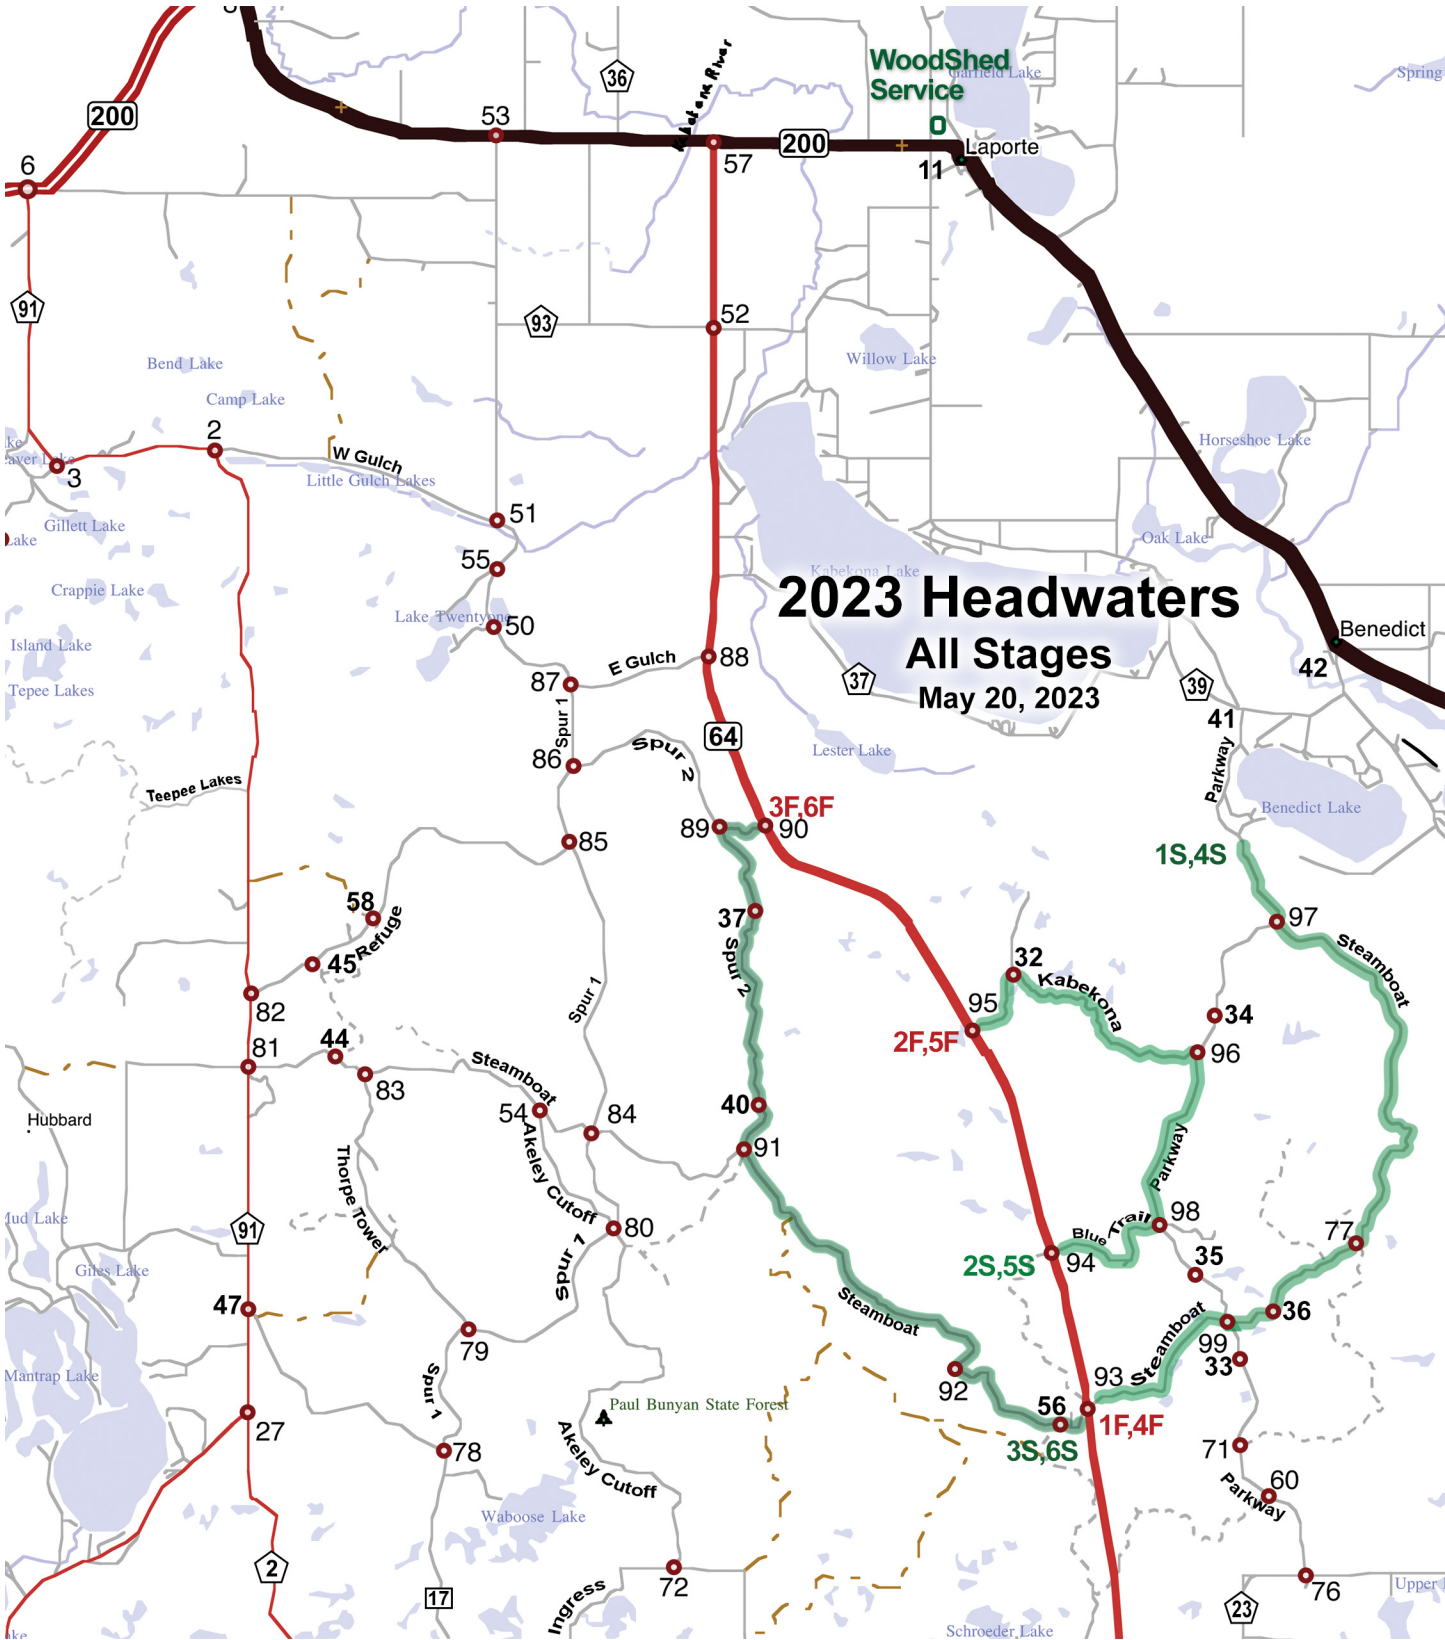 WoodShed
Service
Garfield Lake
Spring
36
200
53
57
200
Laporte
11
6
91
93
52
Bend Lake
Camp Lake
Willow Lake
Horseshoe Lake
2
3
W Gulch
Little Gulch Lakes
Gillett Lake
Lake
51
55
Oak Lake
Kabekona Lake
2023 Headwaters
All Stages
May 20, 2023
Crappie Lake
Lake Twentyone
50
Island Lake
Tepee Lakes
Benedict
42
87
E Gulch
88
37
39
41
Spur 1
64
86
Spur 2
Lester Lake
Parkway
Teepee Lakes
Benedict Lake
3F,6F
89
90
85
1S,4S
58
Refuge
37
97
Steamboat
45
Spur 2
32
Kabekona
82
Spur 1
95
34
2F,5F
96
81
44
83
Steamboat
54
84
40
Hubbard
91
Akeley Cutoff
Thorpe Tower
Parkway
Mud Lake
91
80
Blue Trail
98
94
77
2S,5S
35
Giles Lake
Spur 7
47
Steamboat
36
79
99
33
Steamboat
Mantrap Lake
Spur 1
92
93
56
1F,4F
3S,6S
Paul Bunyan State Forest
27
78
Akeley Cutoff
71
60
Parkway
Waboose Lake
2
17
72
Ingress
76
23
Upper
Schroeder Lake